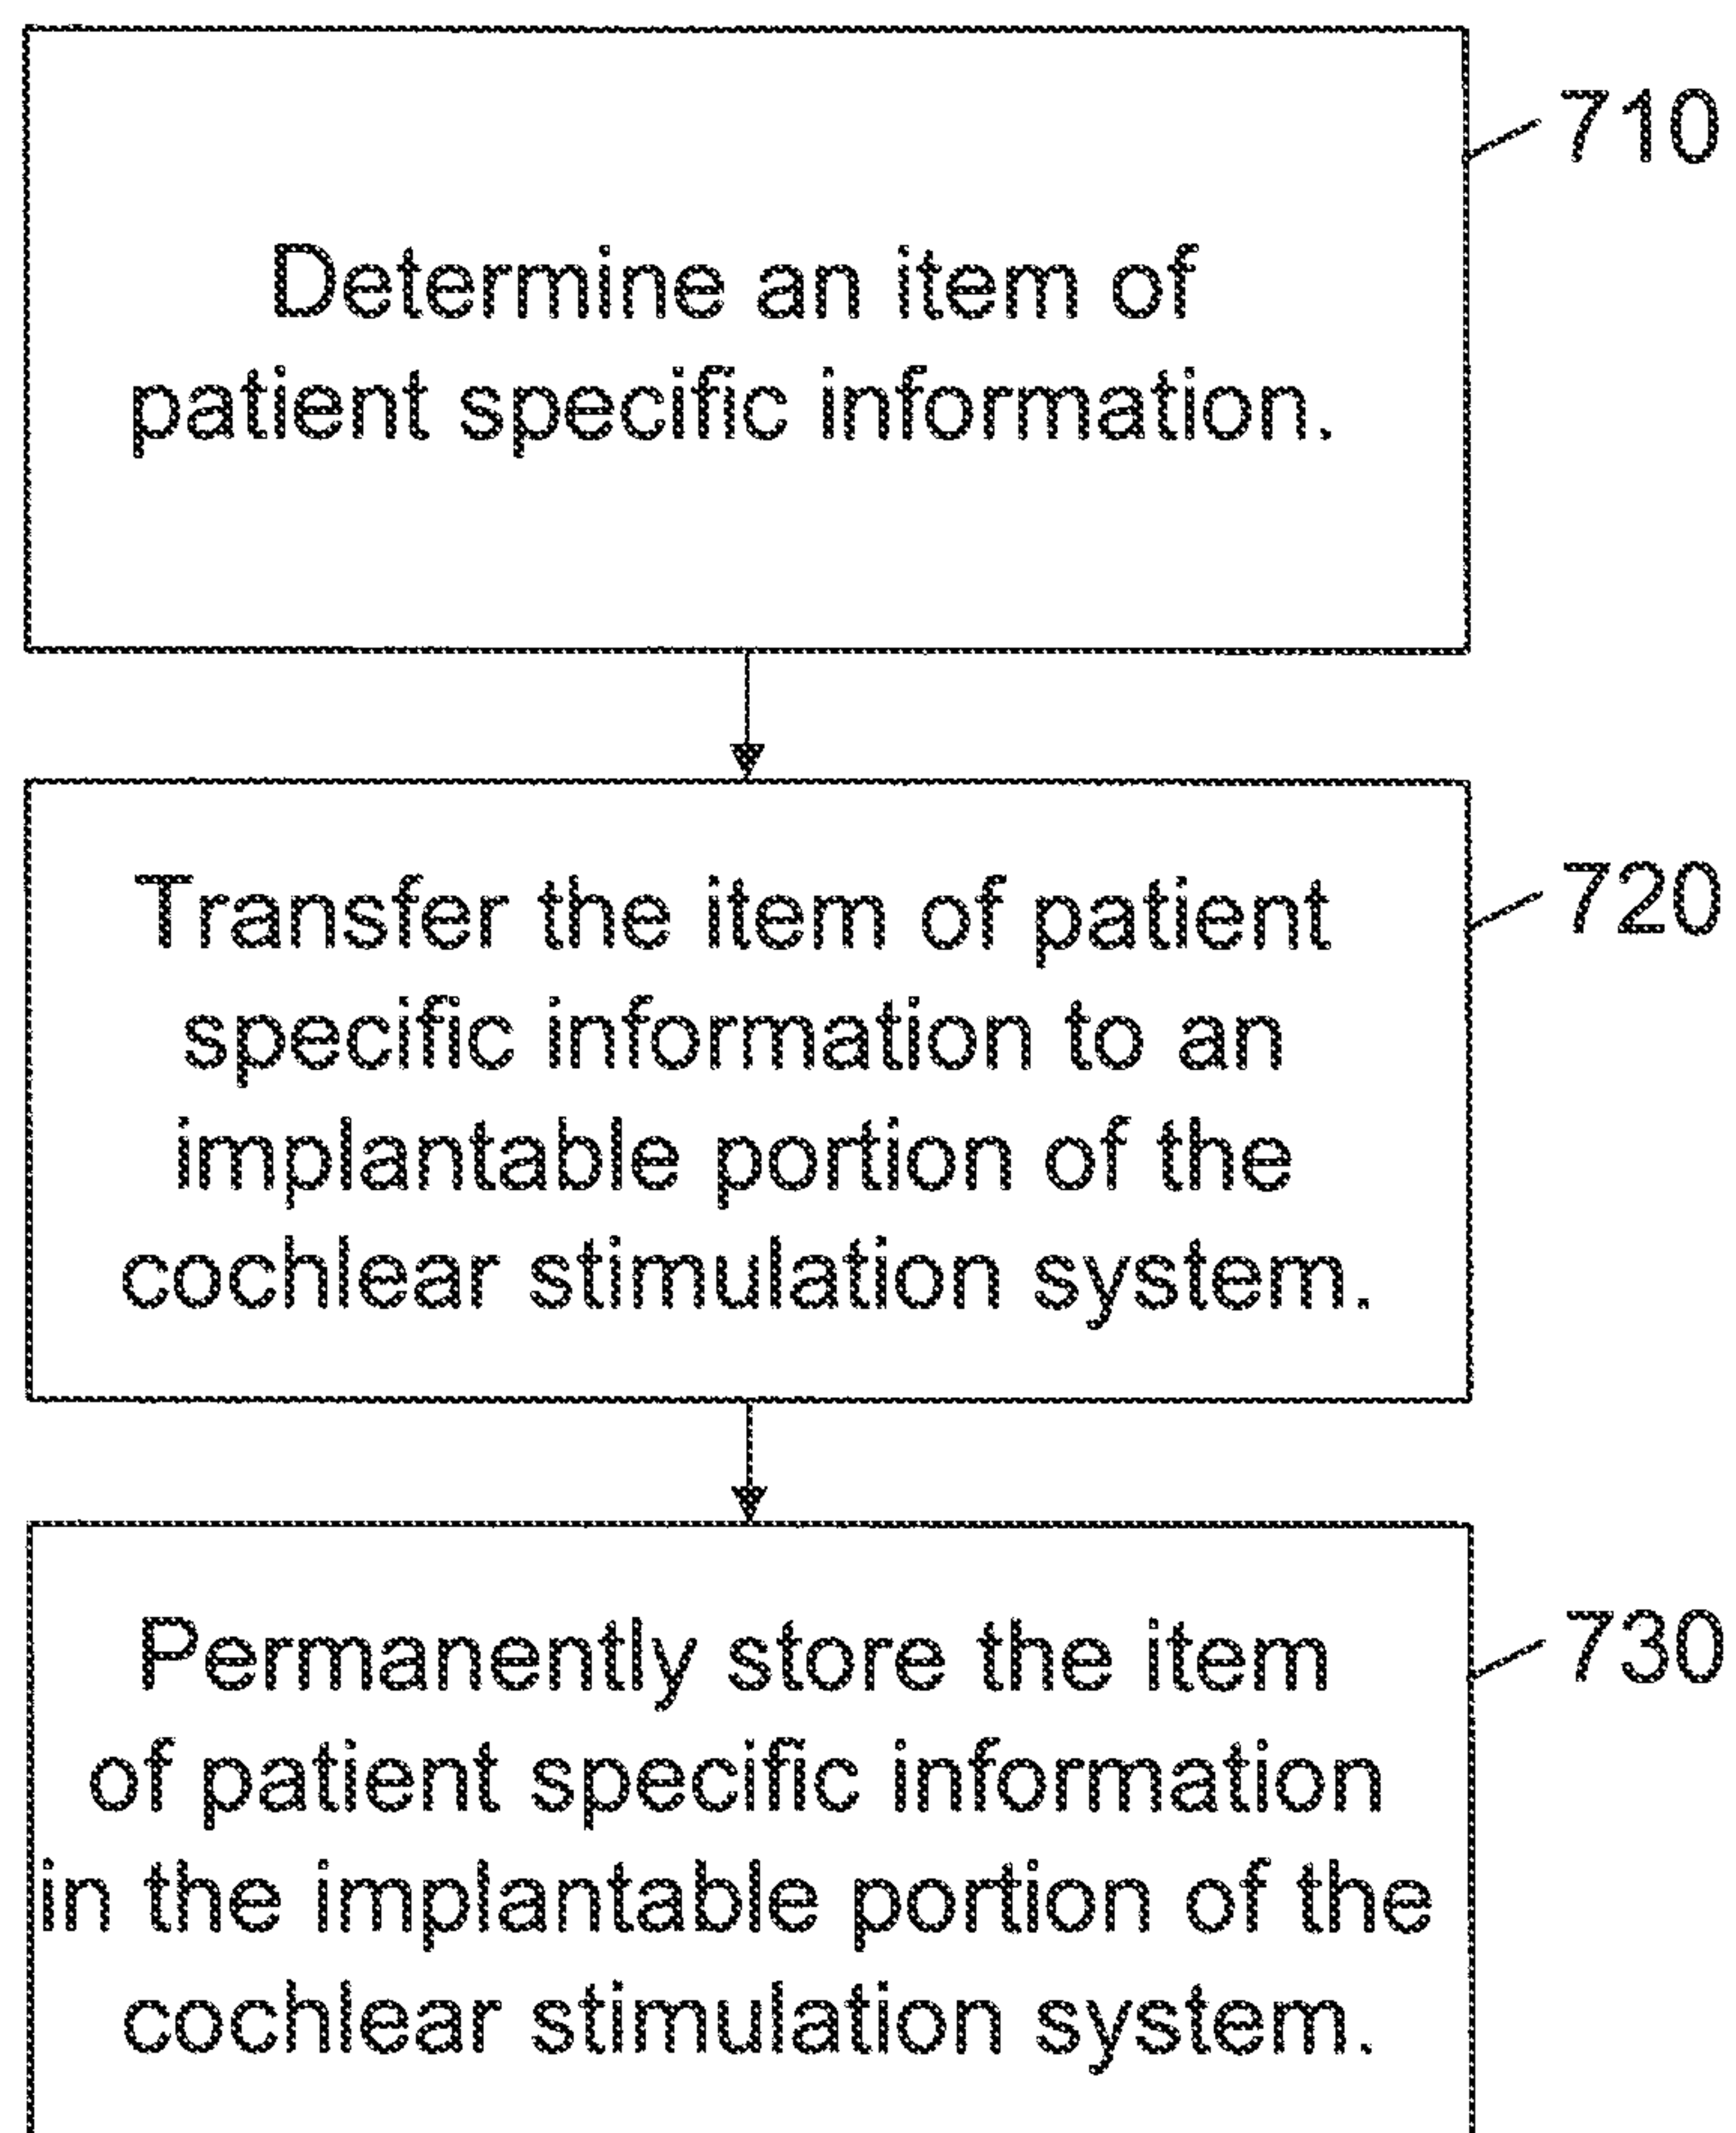 710
Determine an item of
patient specific information.
720
Transfer the item of patient
specific information to an
implantable portion of the
cochlear stimulation system.
730
Permanently store the item
of patient specific information
in the implantable portion of the
cochlear stimulation system.